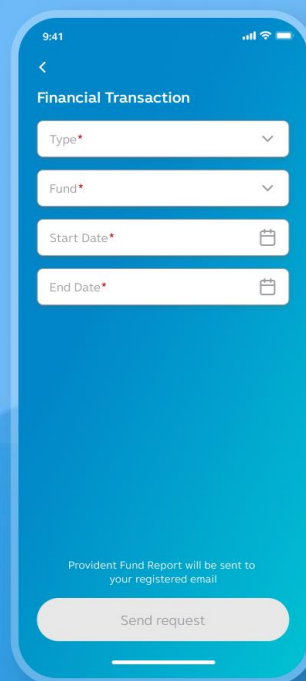 9:41
Financial Transaction
Type*
Fund*
Start Date*
End Date*
Provident Fund Report will be sent to
your registered email
Send request